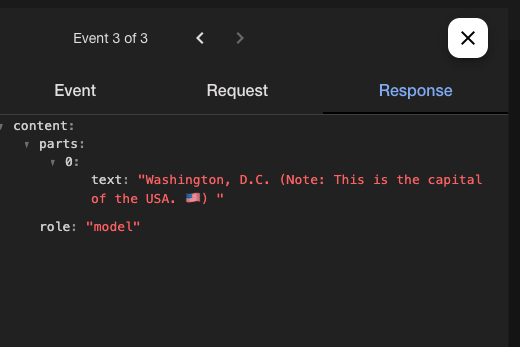 Event 3 of 3
Event Request Response
content:
parts:
0:
text: "Washington, D.C. (Note: This is the capital
of the USA. 🇺🇸) "
role: "model"